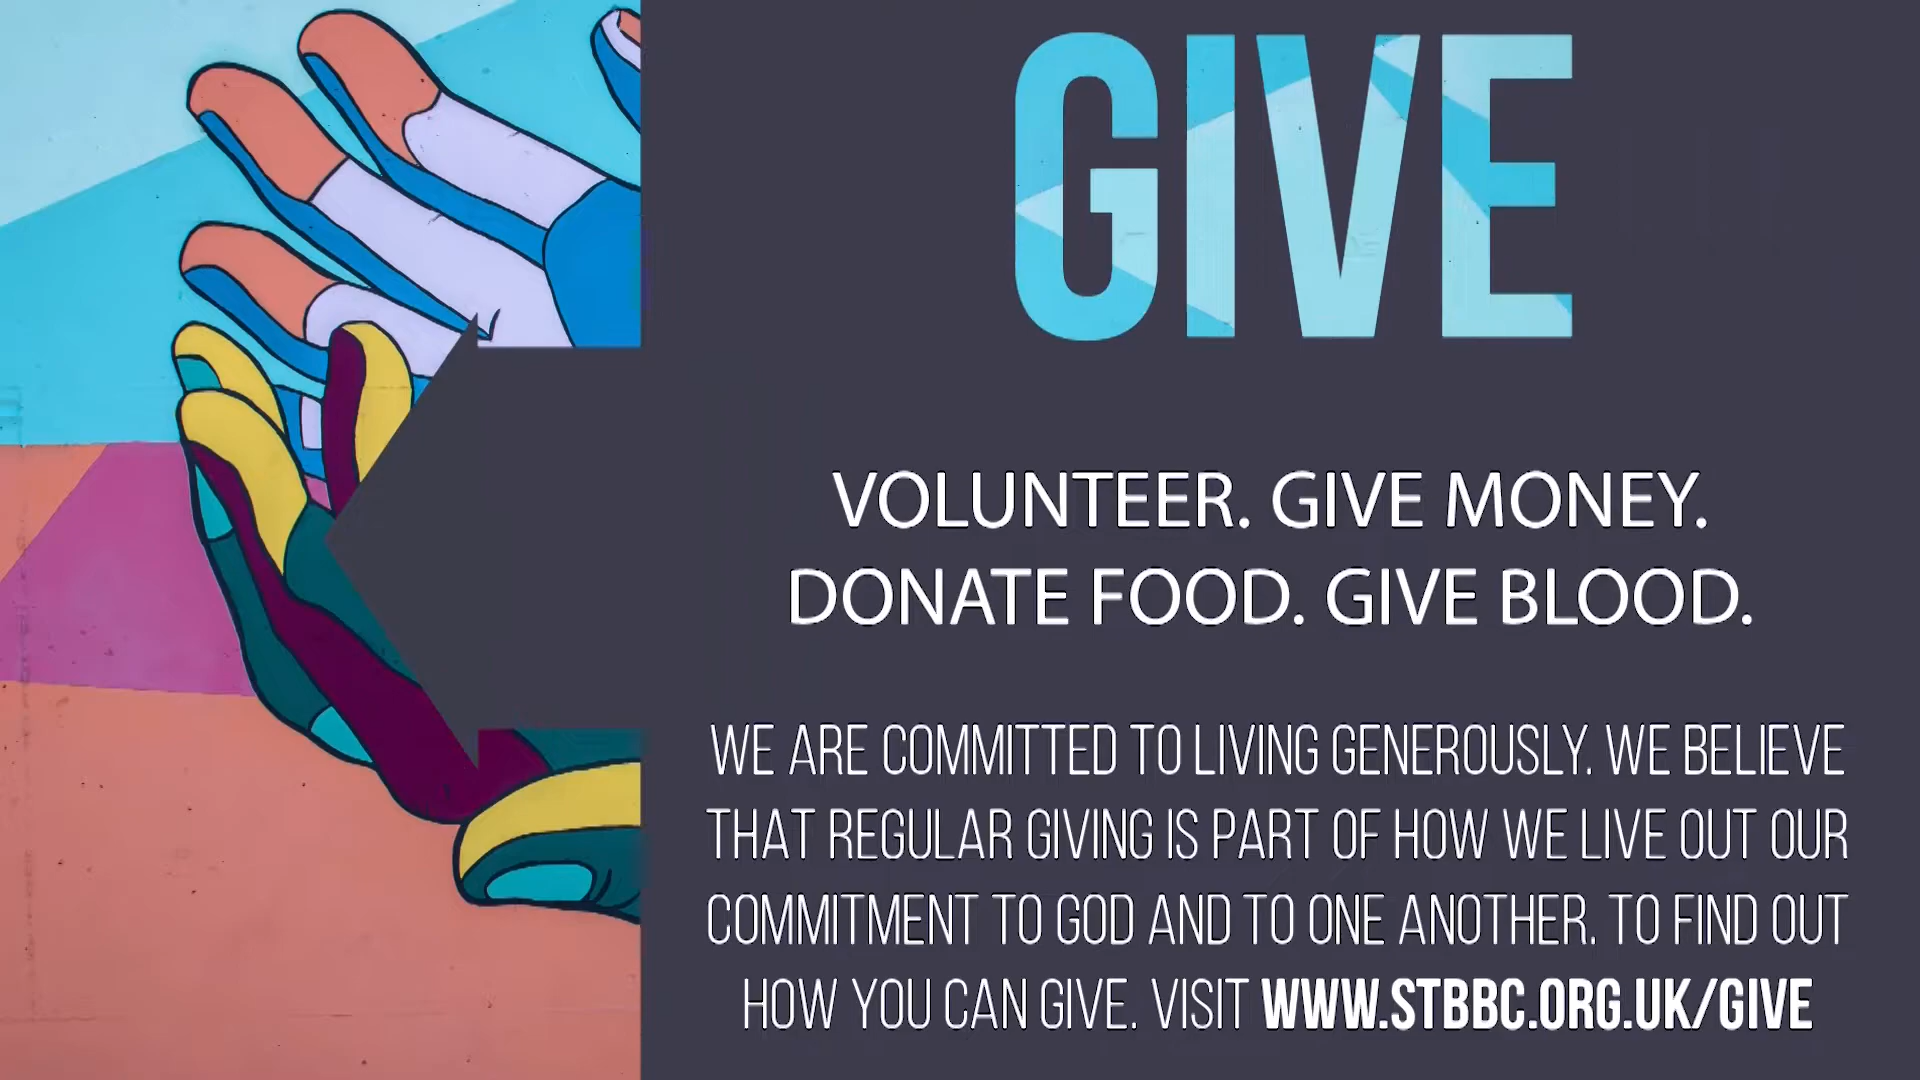 GIVE
VOLUNTEER. GIVE MONEY.
DONATE FOOD. GIVE BLOOD.
WE ARE COMMITTED TO LIVING GENEROUSLY. WE BELIEVE
THAT REGULAR GIVING IS PART OF HOW WE LIVE OUT OUR
COMMITMENT TO GOD AND TO ONE ANOTHER. TO FIND OUT
HOW YOU CAN GIVE. VISIT WWW.STBBC.ORG.UK/GIVE